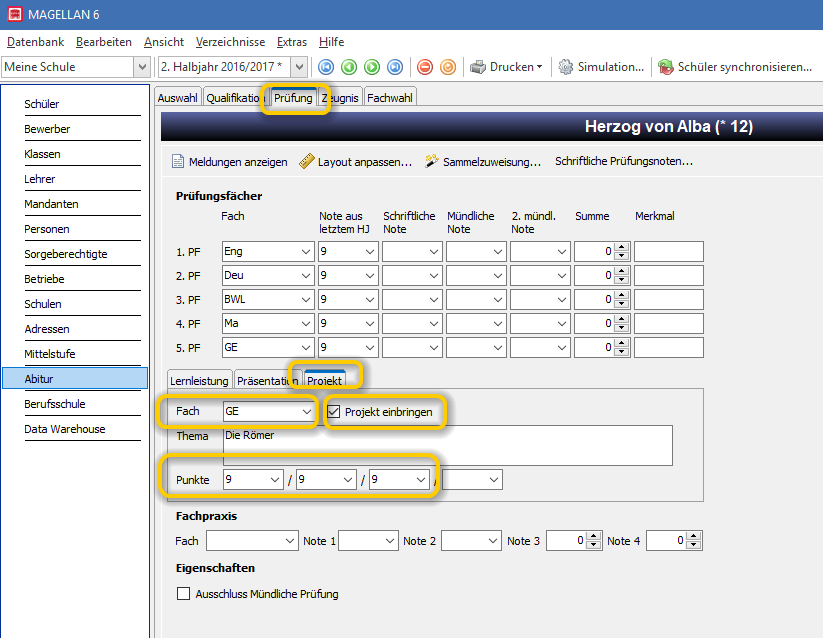 MAGELLAN 6
Datenbank Bearbeiten Ansicht Verzeichnisse Extras Hilfe
Meine Schule 2. Halbjahr 2016/2017 * Drucken Simulation... Schüler synchronisieren...
Schüler
Bewerber
Klassen
Lehrer
Mandanten
Personen
Sorgeberechtigte
Betriebe
Schulen
Adressen
Mittelstufe
Abitur
Berufsschule
Data Warehouse
Auswahl Qualifikation Prüfung Zeugnis Fachwahl
Herzog von Alba (* 12)
Meldungen anzeigen Layout anpassen... Sammelzuweisung... Schriftliche Prüfungsnoten...
Prüfungsfächer
Fach Note aus letztem HJ Schriftliche Note Mündliche Note 2. mündl. Note Summe Merkmal
1. PF Eng 9 0
2. PF Deu 9 0
3. PF BWL 9 0
4. PF Ma 9 0
5. PF GE 9 0
Lernleistung Präsentation Projekt
Fach GE Projekt einbringen
Thema Die Römer
Punkte 9 / 9 / 9 /
Fachpraxis
Fach Note 1 Note 2 Note 3 0 Note 4 0
Eigenschaften
Ausschluss Mündliche Prüfung